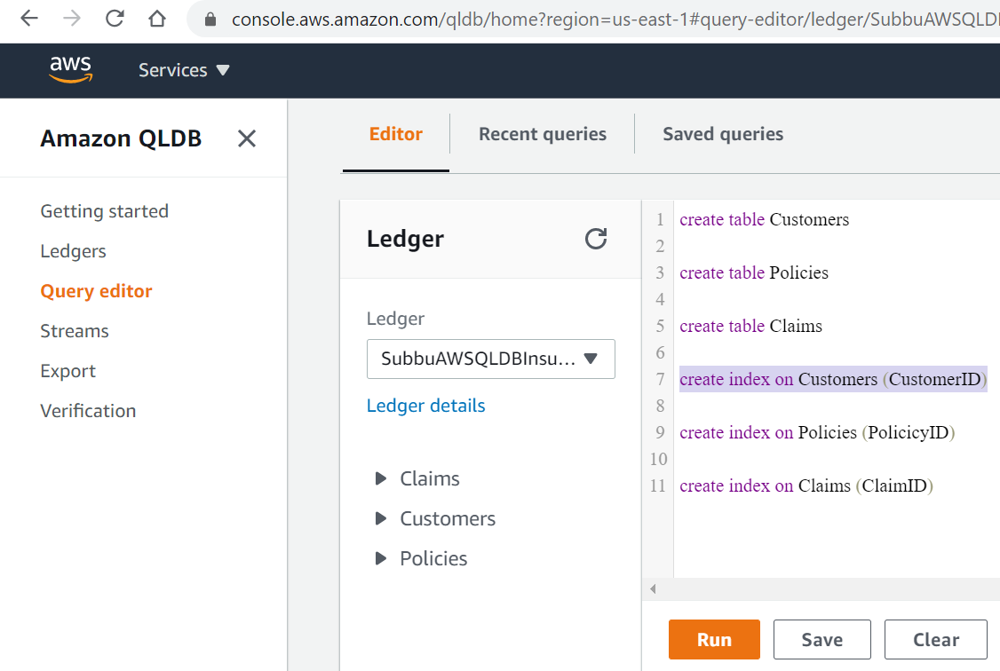 console.aws.amazon.com/qldb/home?region=us-east-1#query-editor/ledger/SubbuAWSQLD
aws Services
Amazon QLDB
Getting started
Ledgers
Query editor
Streams
Export
Verification
Editor Recent queries Saved queries
Ledger
Ledger
SubbuAWSQLDBInsu...
Ledger details
Claims
Customers
Policies
1 create table Customers
2
3 create table Policies
4
5 create table Claims
6
7 create index on Customers (CustomerID)
8
9 create index on Policies (PolicicyID)
10
11 create index on Claims (ClaimID)
Run Save Clear